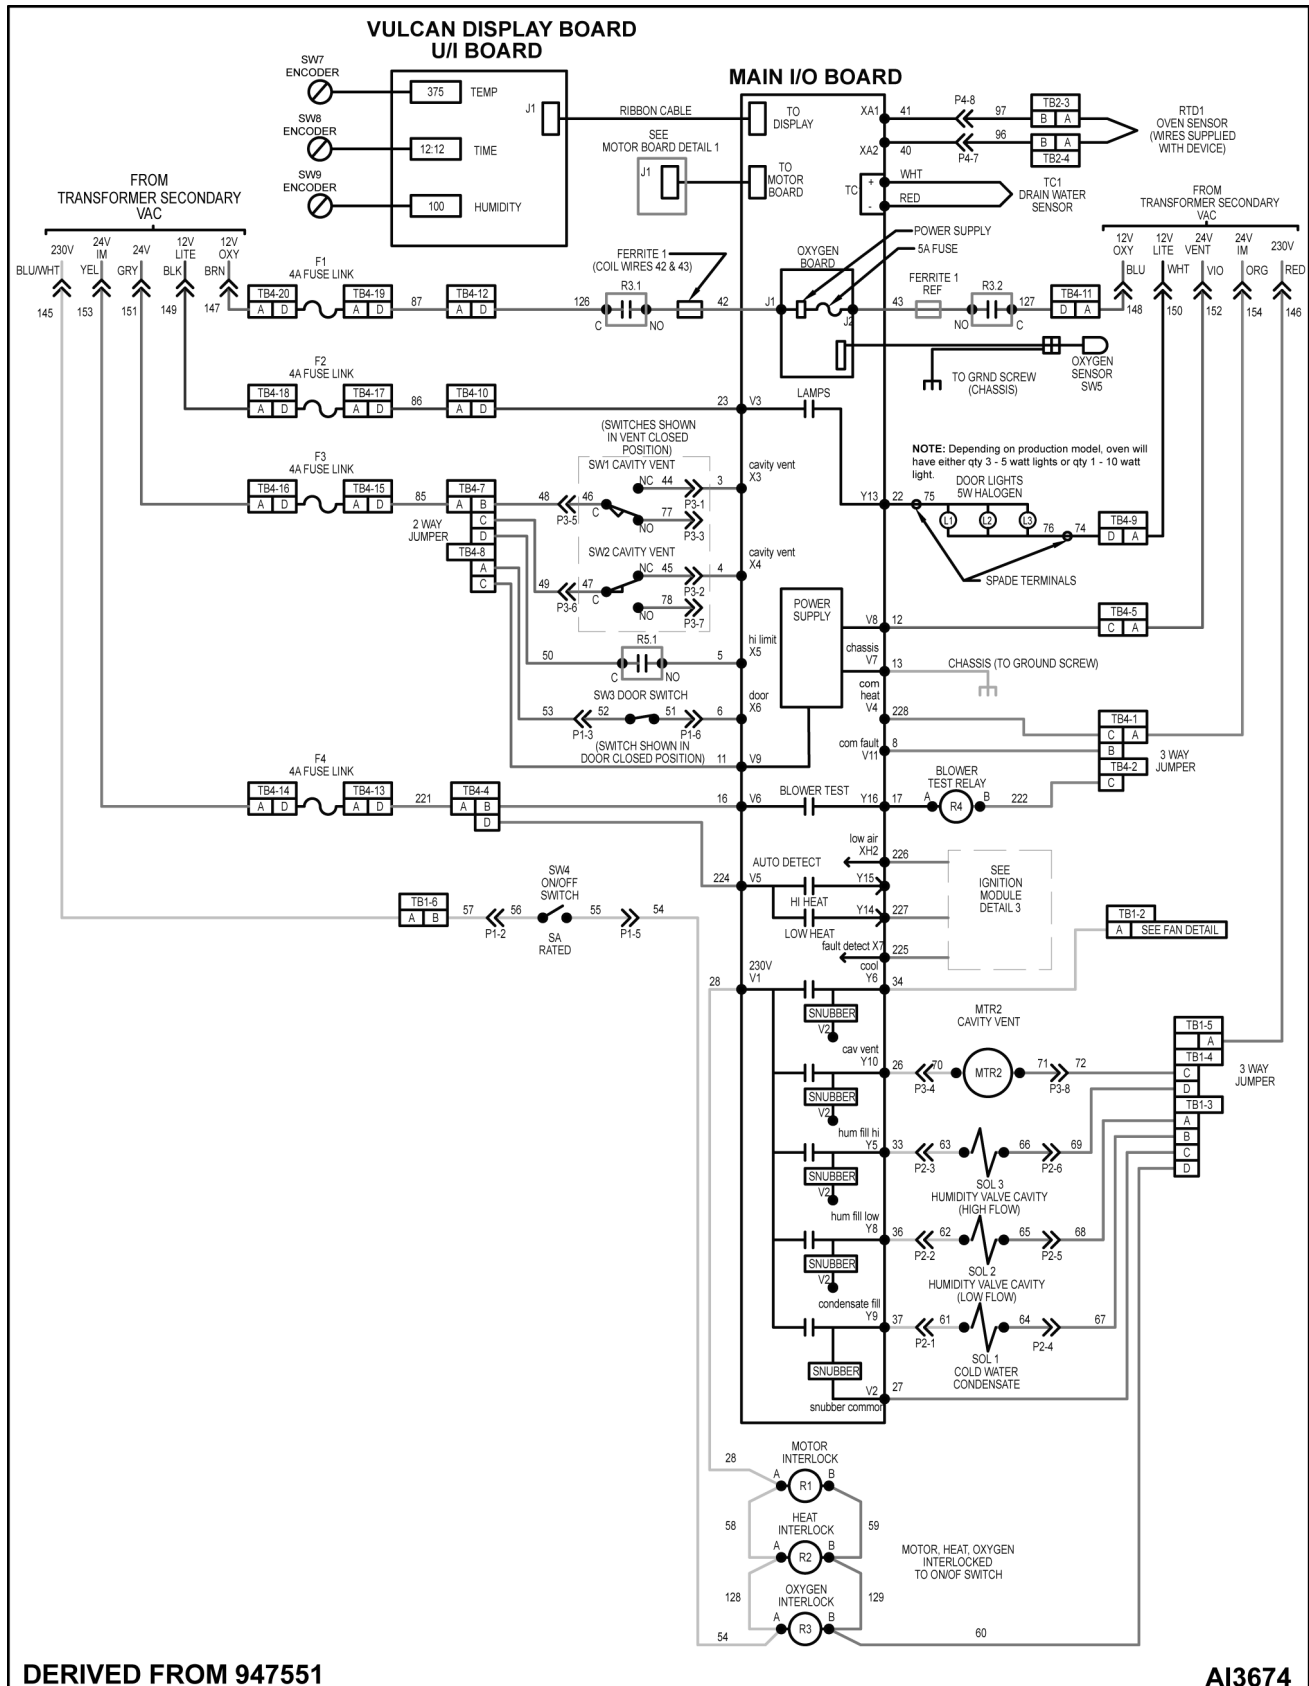 VULCAN DISPLAY BOARD
U/I BOARD
MAIN I/O BOARD
SW7
ENCODER
375
TEMP
SW8
ENCODER
12:12
TIME
SW9
ENCODER
100
HUMIDITY
J1
RIBBON CABLE
TO
DISPLAY
SEE
MOTOR BOARD DETAIL 1
J1
TO
MOTOR
BOARD
XA1
41
P4-8
97
TB2-3
B A
XA2
40
P4-7
96
B A
TB2-4
RTD1
OVEN SENSOR
(WIRES SUPPLIED
WITH DEVICE)
TC
+
-
WHT
RED
TC1
DRAIN WATER
SENSOR
FROM
TRANSFORMER SECONDARY
VAC
230V
24V
IM
24V
12V
LITE
12V
OXY
BLU/WHT
YEL
GRY
BLK
BRN
145
153
151
149
147
FROM
TRANSFORMER SECONDARY
VAC
12V
OXY
12V
LITE
24V
VENT
24V
IM
230V
BLU
WHT
VIO
ORG
RED
148
150
152
154
146
F1
4A FUSE LINK
TB4-20
A D
TB4-19
A D
87
TB4-12
A D
126
R3.1
C
NO
FERRITE 1
(COIL WIRES 42 & 43)
42
J1
OXYGEN
BOARD
POWER SUPPLY
5A FUSE
J2
43
FERRITE 1
REF
R3.2
NO
C
127
TB4-11
D A
OXYGEN
SENSOR
SW5
TO GRND SCREW
(CHASSIS)
F2
4A FUSE LINK
TB4-18
A D
TB4-17
A D
86
TB4-10
A D
23
V3
LAMPS
NOTE: Depending on production model, oven will
have either qty 3 - 5 watt lights or qty 1 - 10 watt
light.
DOOR LIGHTS
5W HALOGEN
Y13
22
75
L1
L2
L3
76
74
TB4-9
D A
SPADE TERMINALS
F3
4A FUSE LINK
TB4-16
A D
TB4-15
A D
85
TB4-7
A B
C
D
2 WAY
JUMPER
TB4-8
A
C
(SWITCHES SHOWN
IN VENT CLOSED
POSITION)
SW1 CAVITY VENT
48
P3-5
46
C
NC
44
P3-1
3
cavity vent
X3
NO
77
P3-3
SW2 CAVITY VENT
49
P3-6
47
C
NC
45
P3-2
4
cavity vent
X4
NO
78
P3-7
50
R5.1
C
NO
5
hi limit
X5
SW3 DOOR SWITCH
53
P1-3
52
51
P1-6
6
door
X6
(SWITCH SHOWN IN
DOOR CLOSED POSITION)
11
V9
POWER
SUPPLY
V8
12
TB4-5
C A
chassis
V7
13
CHASSIS (TO GROUND SCREW)
com
heat
V4
228
TB4-1
C A
B
TB4-2
C
3 WAY
JUMPER
com fault
V11
8
F4
4A FUSE LINK
TB4-14
A D
TB4-13
A D
221
TB4-4
A B
D
16
V6
BLOWER TEST
Y16
17
BLOWER
TEST RELAY
A
R4
B
222
low air
XH2
226
AUTO DETECT
224
V5
Y15
HI HEAT
Y14
227
LOW HEAT
fault detect X7
225
SEE
IGNITION
MODULE
DETAIL 3
TB1-6
A B
57
P1-2
56
SW4
ON/OFF
SWITCH
SA
RATED
55
P1-5
54
TB1-2
A SEE FAN DETAIL
28
230V
V1
cool
Y6
34
SNUBBER
V2
cav vent
Y10
26
P3-4
70
MTR2
CAVITY VENT
MTR2
71
P3-8
72
TB1-5
A
TB1-4
C
D
TB1-3
A
B
C
D
3 WAY
JUMPER
SNUBBER
V2
hum fill hi
Y5
33
P2-3
63
66
P2-6
69
SOL 3
HUMIDITY VALVE CAVITY
(HIGH FLOW)
SNUBBER
V2
hum fill low
Y8
36
P2-2
62
65
P2-5
68
SOL 2
HUMIDITY VALVE CAVITY
(LOW FLOW)
SNUBBER
V2
condensate fill
Y9
37
P2-1
61
64
P2-4
67
SOL 1
COLD WATER
CONDENSATE
SNUBBER
V2
27
snubber common
28
MOTOR
INTERLOCK
A
R1
B
58
59
HEAT
INTERLOCK
A
R2
B
128
129
OXYGEN
INTERLOCK
A
R3
B
54
60
MOTOR, HEAT, OXYGEN
INTERLOCKED
TO ON/OF SWITCH
DERIVED FROM 947551
AI3674